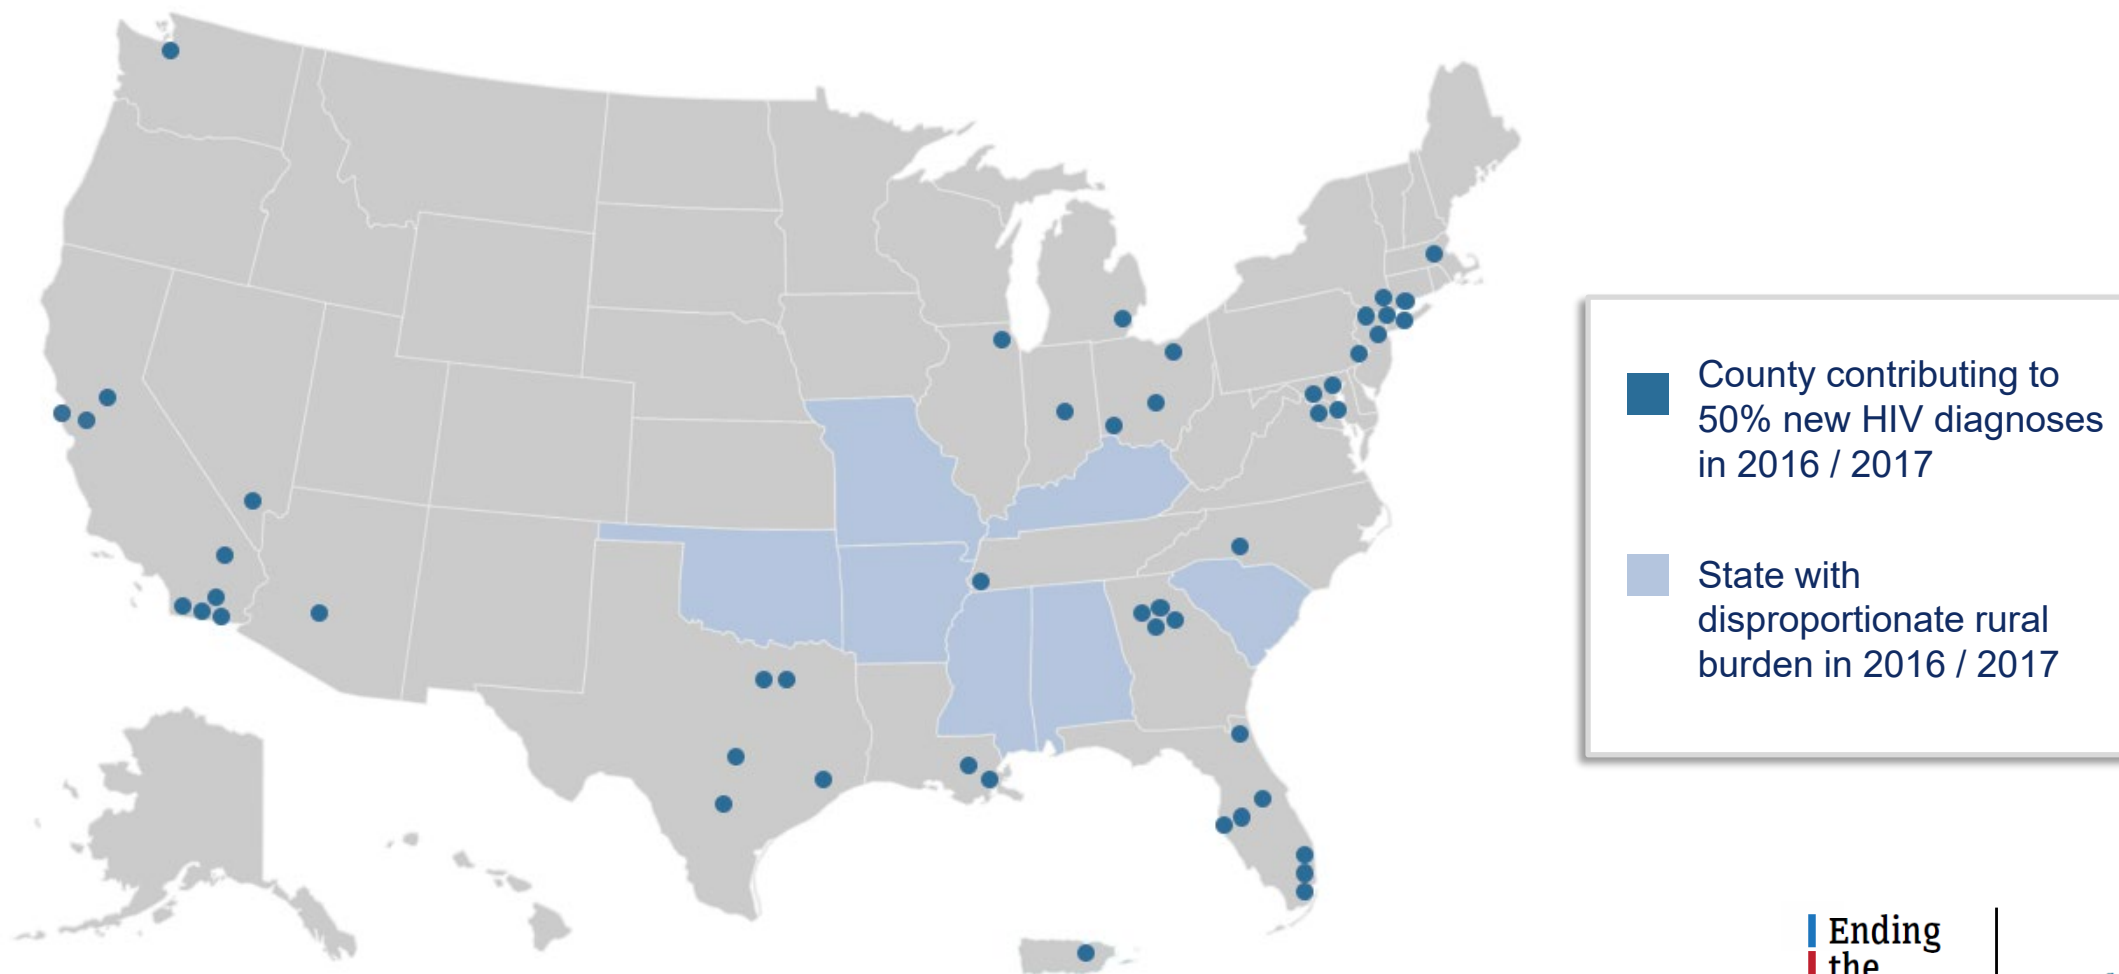 County contributing to
50% new HIV diagnoses
in 2016 / 2017
State with
disproportionate rural
burden in 2016 / 2017
Ending
the